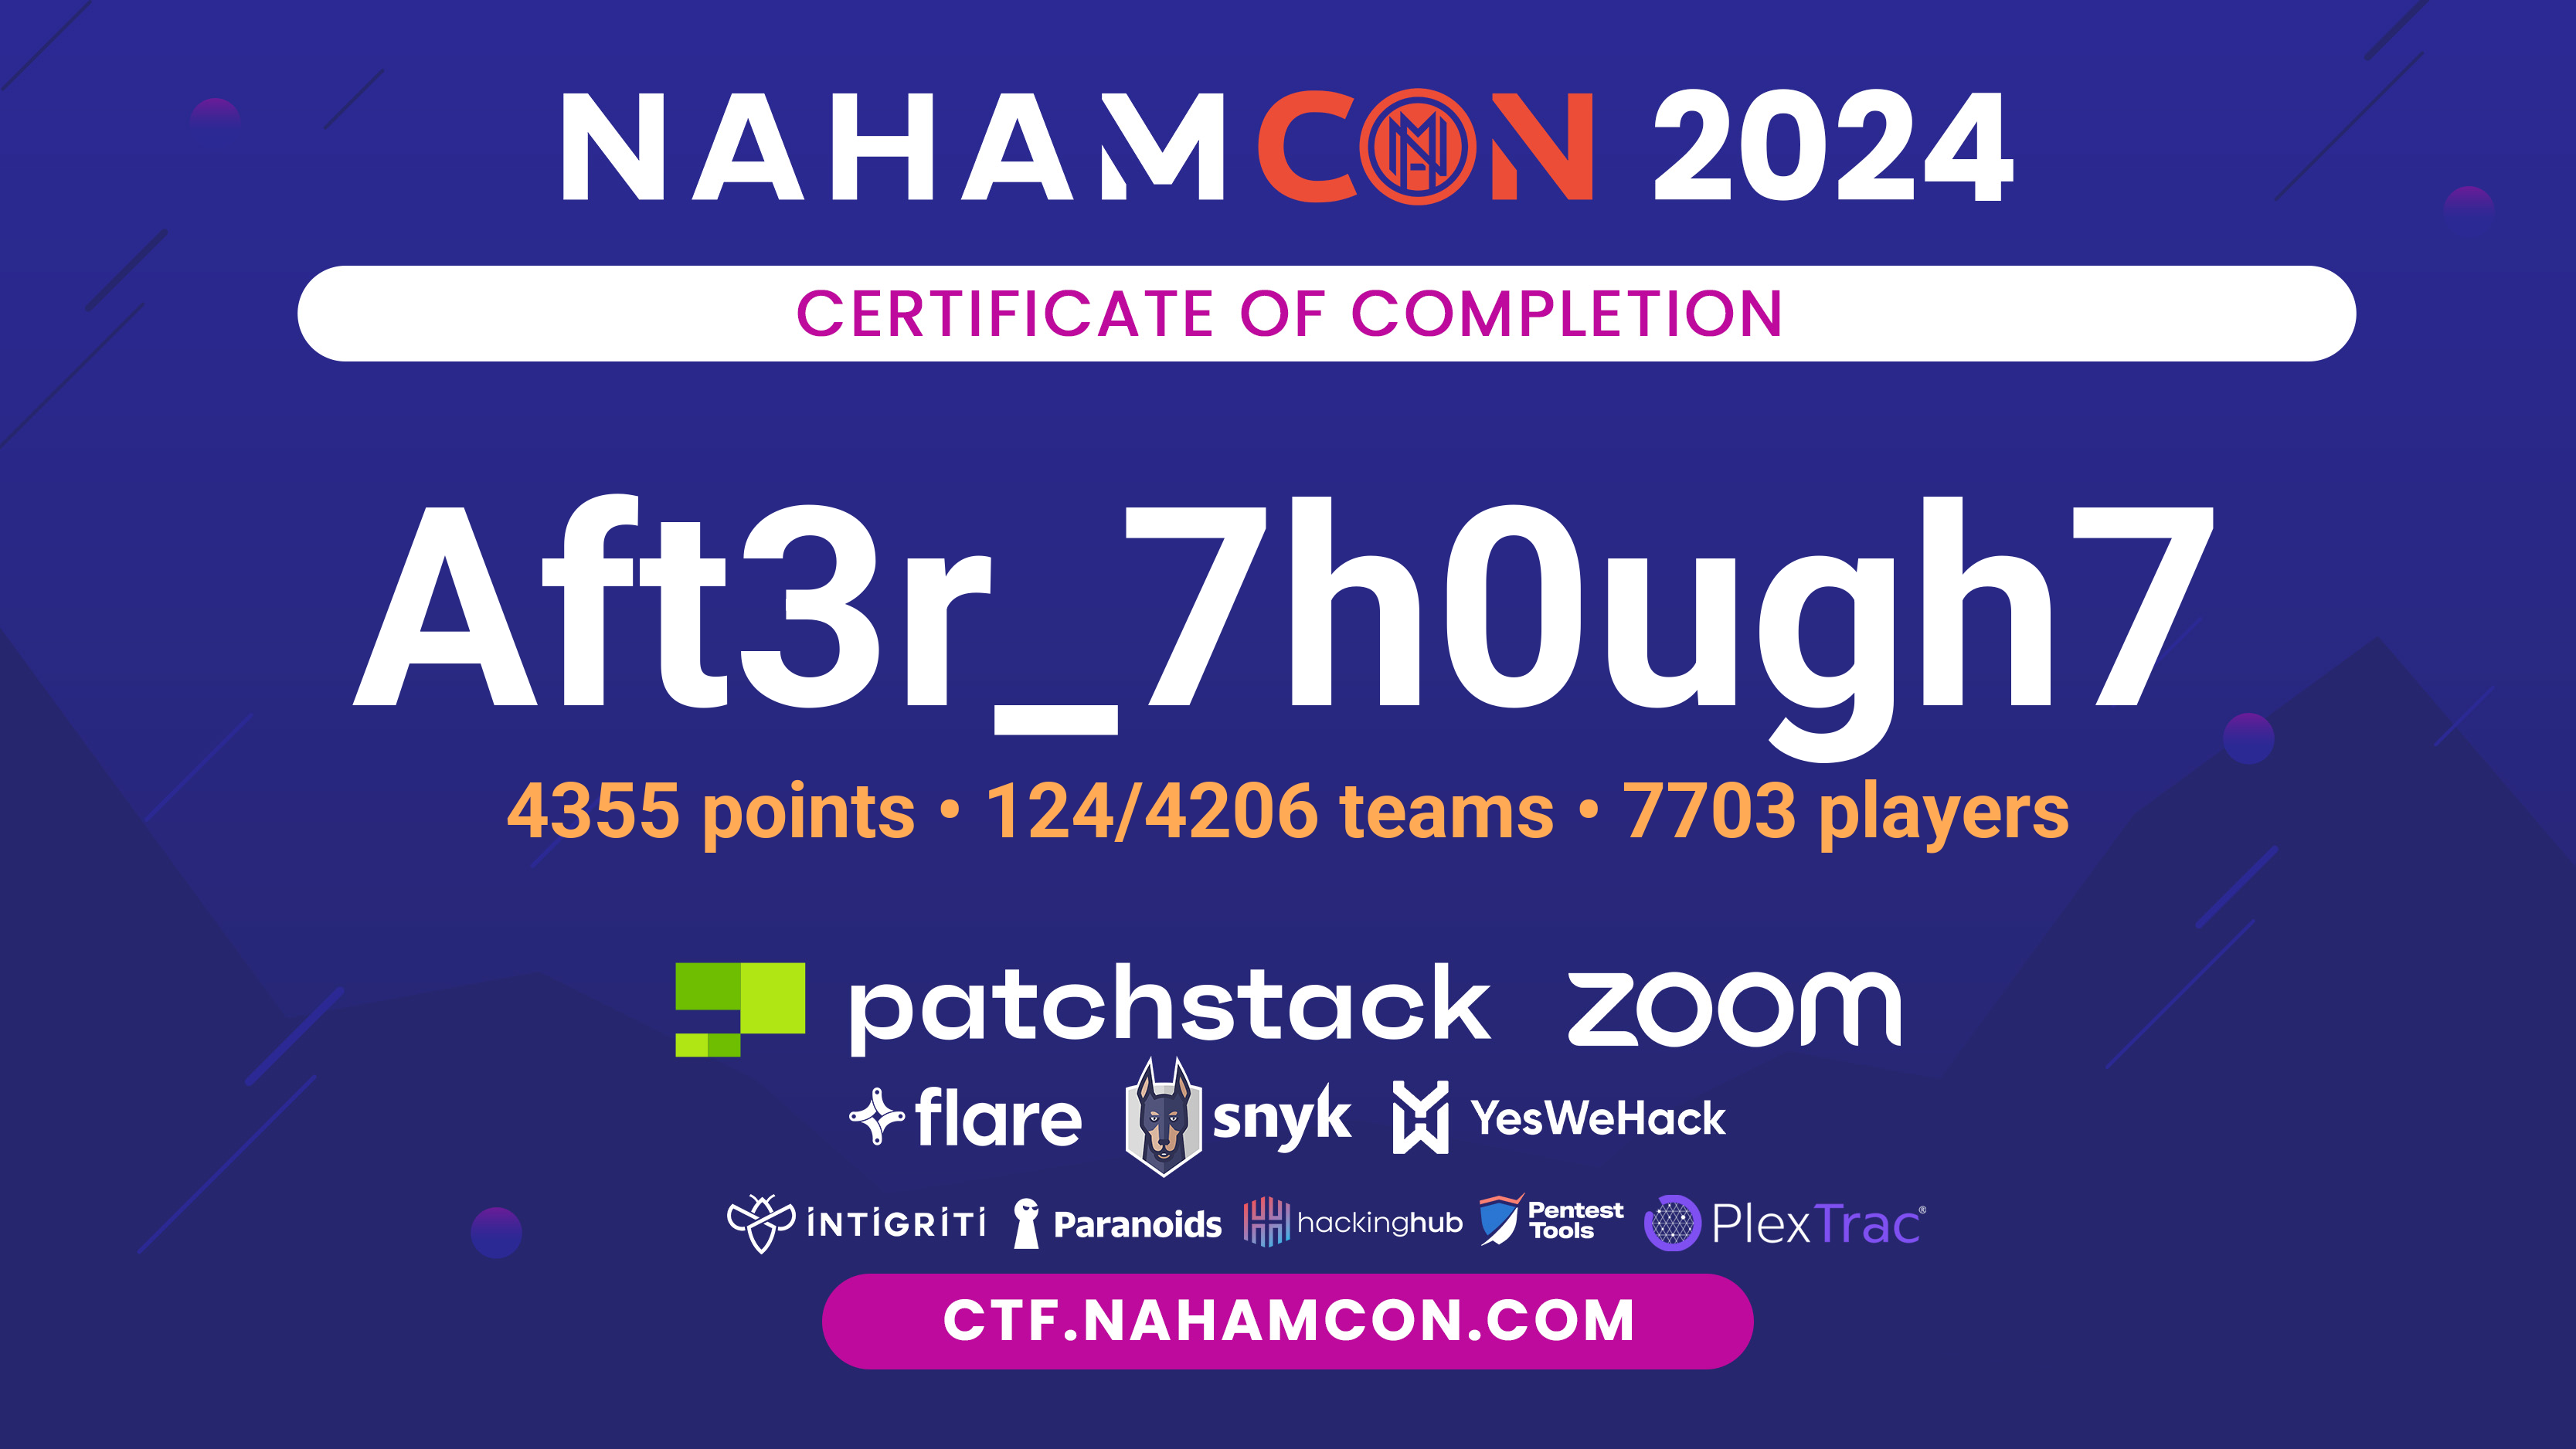 NAHAMCON 2024
CERTIFICATE OF COMPLETION
Aft3r_7h0ugh7
4355 points • 124/4206 teams • 7703 players
patchstack zoom
flare snyk YesWeHack
INTIGRITI Paranoids hackinghub Pentest Tools PlexTrac®
CTF.NAHAMCON.COM